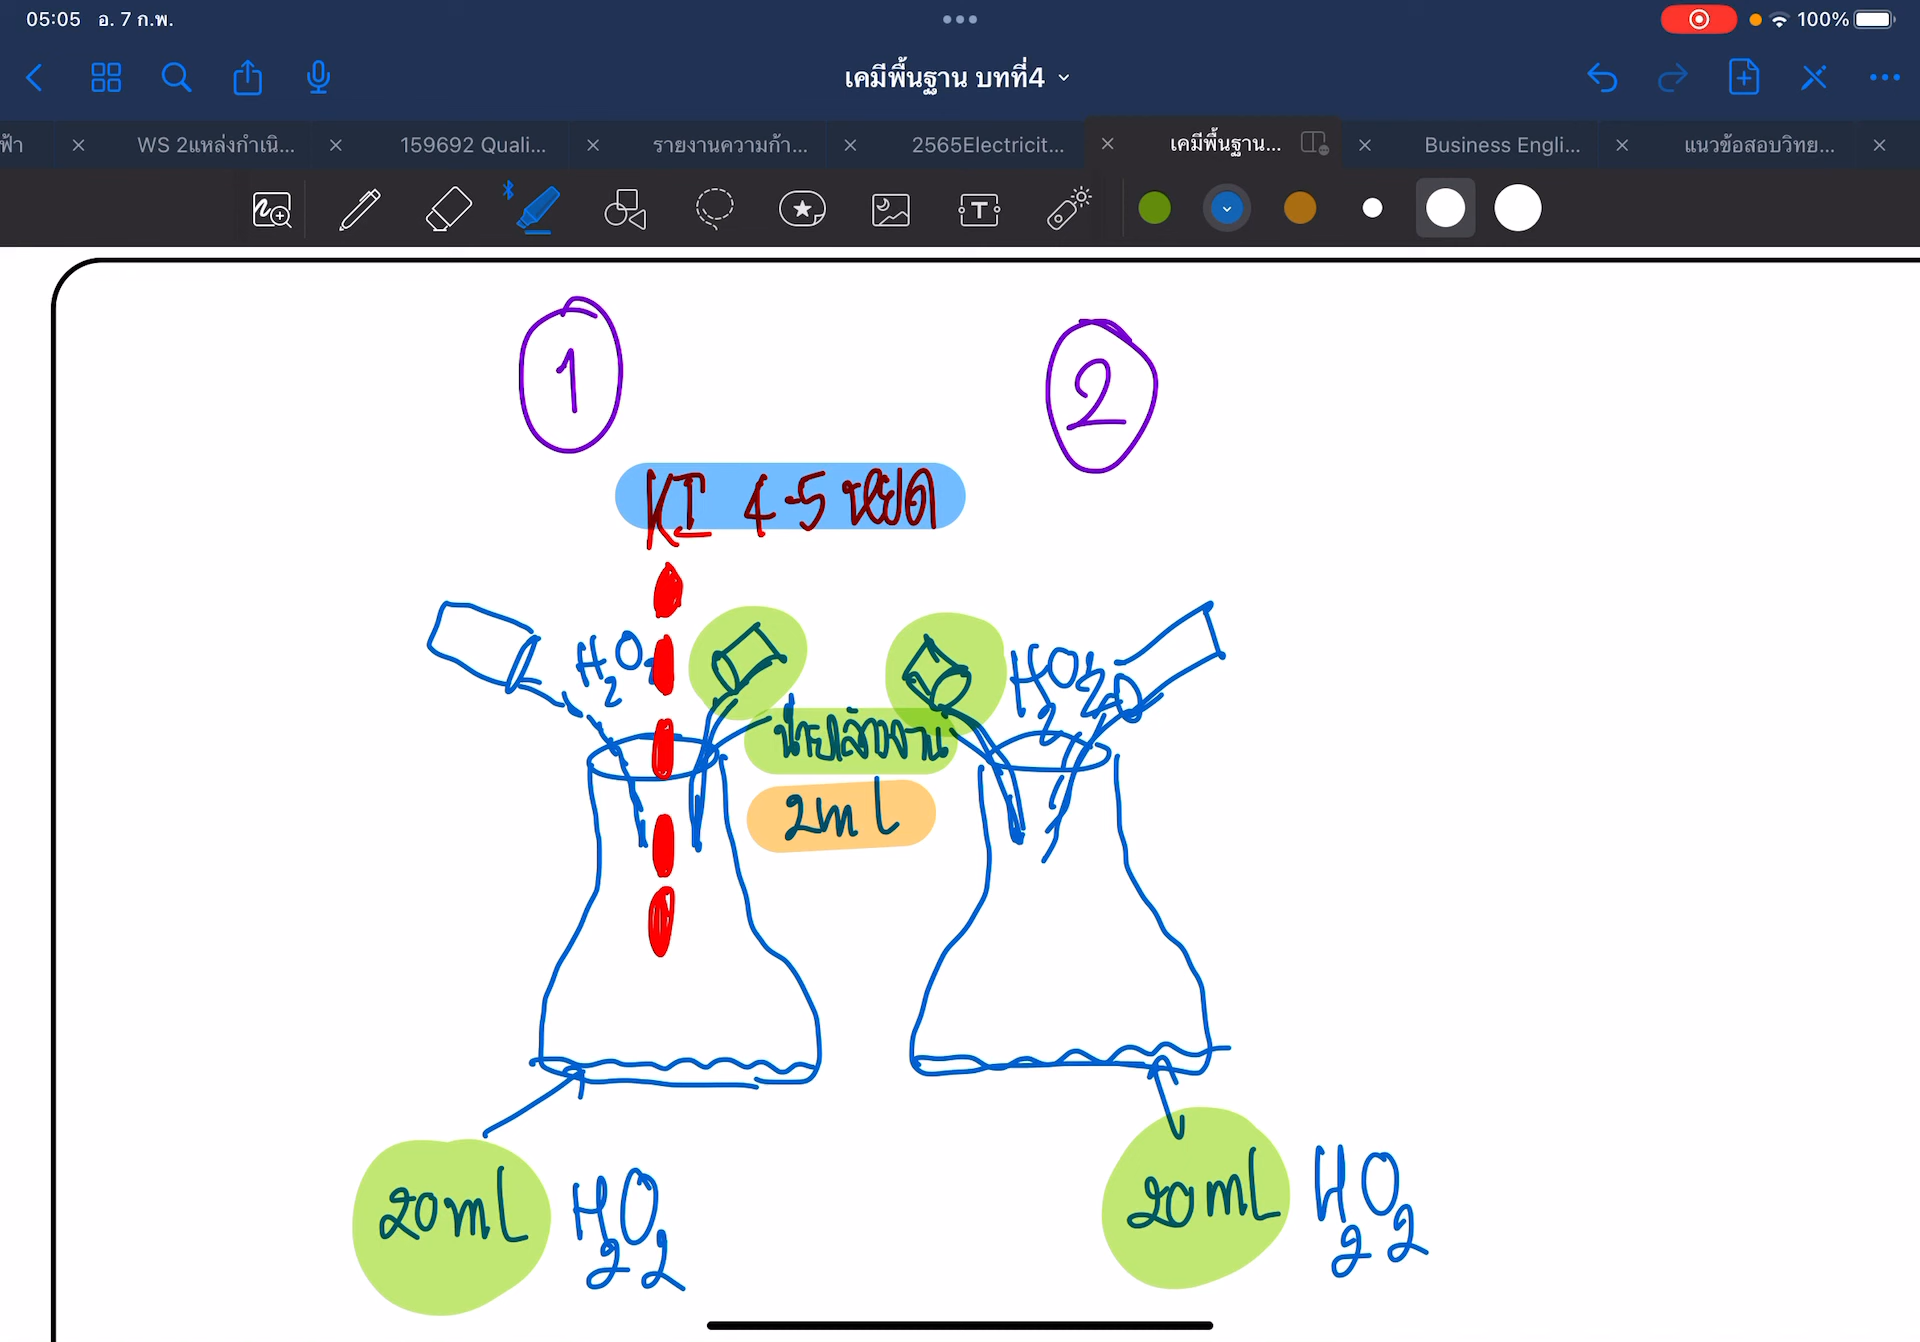 05:05 อ. 7 ก.พ.
100%
เคมีพื้นฐาน บทที่4
ฟ้า
WS 2แหล่งกำเนิ...
159692 Quali...
รายงานความก้า...
2565Electricit...
เคมีพื้นฐาน...
Business Engli...
แนวข้อสอบวิทย...
T
1
2
KI 4-5 หยด
H2O2
H2O2
น้ำยาล้างจาน
2ml
20ml H2O2
20ml H2O2